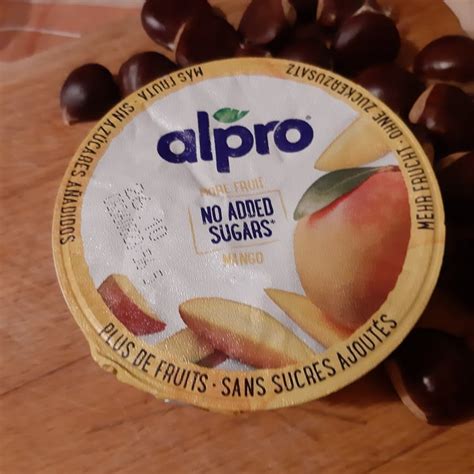 alpro
MORE FRUIT
NO ADDED
SUGARS*
MANGO
MÁS FRUTA · SIN AZÚCARES AÑADIDOS
MEHR FRUCHT · OHNE ZUCKERZUSATZ
PLUS DE FRUITS · SANS SUCRES AJOUTÉS